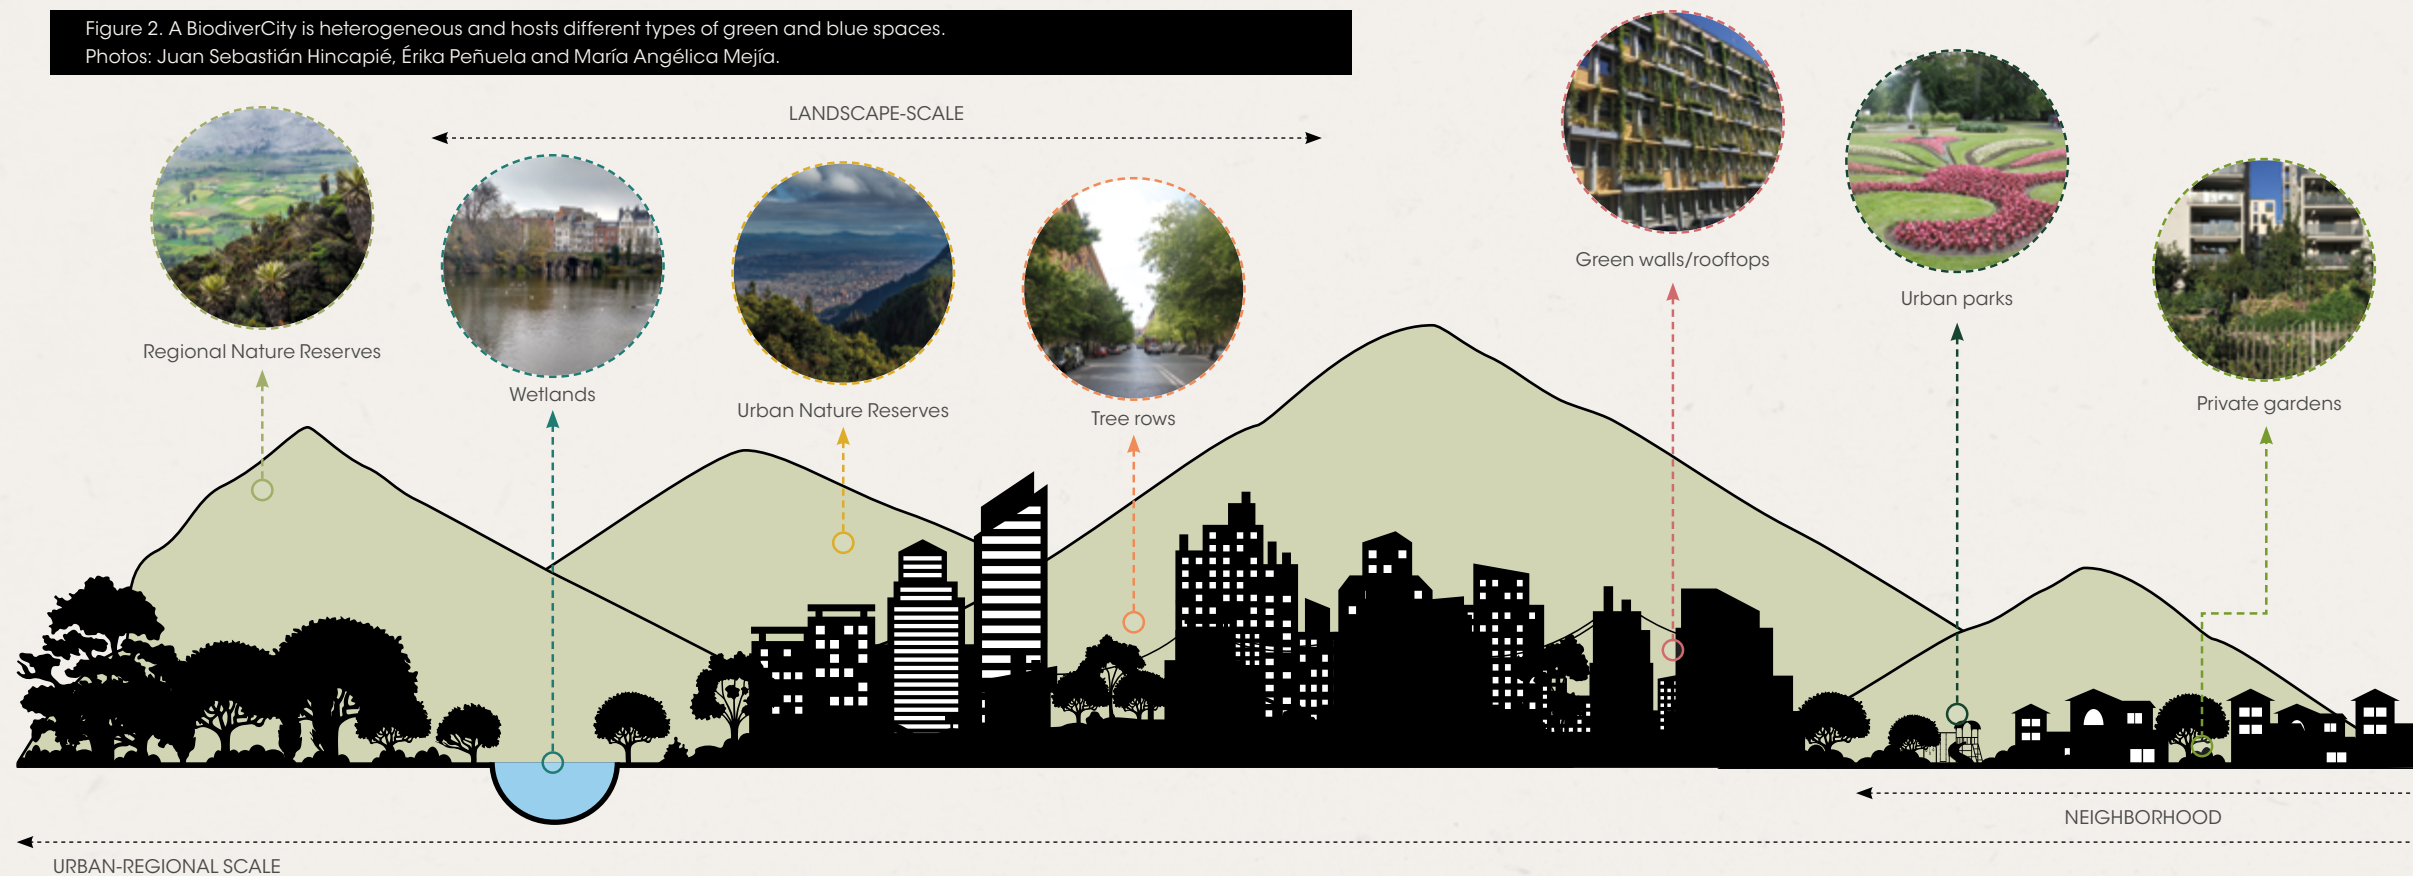 Figure 2. A BiodiverCity is heterogeneous and hosts different types of green and blue spaces.
Photos: Juan Sebastián Hincapié, Érika Peñuela and María Angélica Mejía.
LANDSCAPE-SCALE
Regional Nature Reserves
Wetlands
Urban Nature Reserves
Tree rows
Green walls/rooftops
Urban parks
Private gardens
NEIGHBORHOOD
URBAN-REGIONAL SCALE